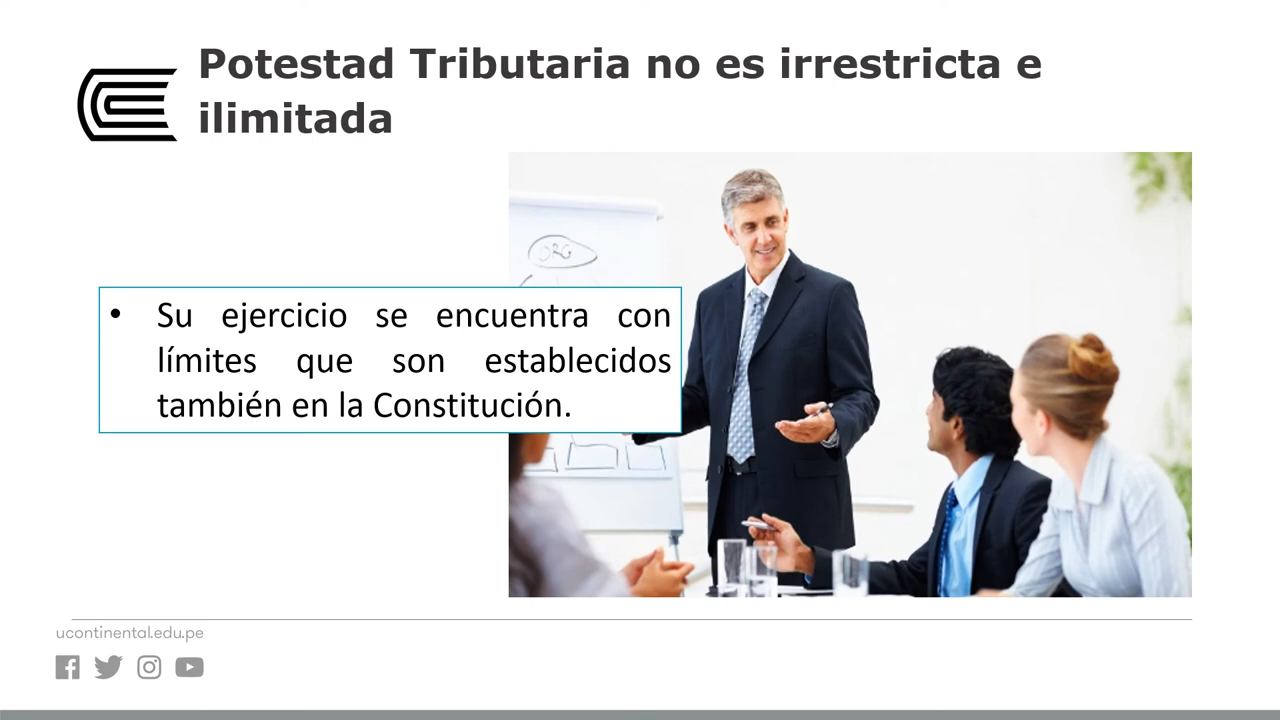 Potestad Tributaria no es irrestricta e
ilimitada
ORG
• Su ejercicio se encuentra con
límites que son establecidos
también en la Constitución.
ucontinental.edu.pe